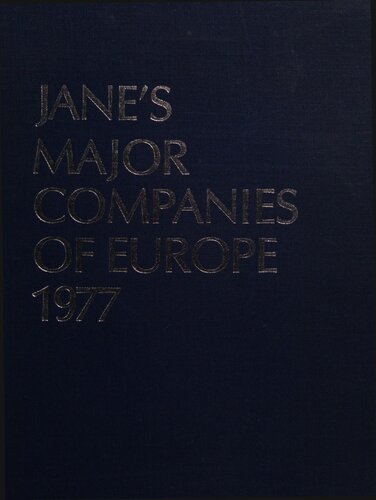 JANE'S
MAJOR
COMPANIES
OF EUROPE
1977